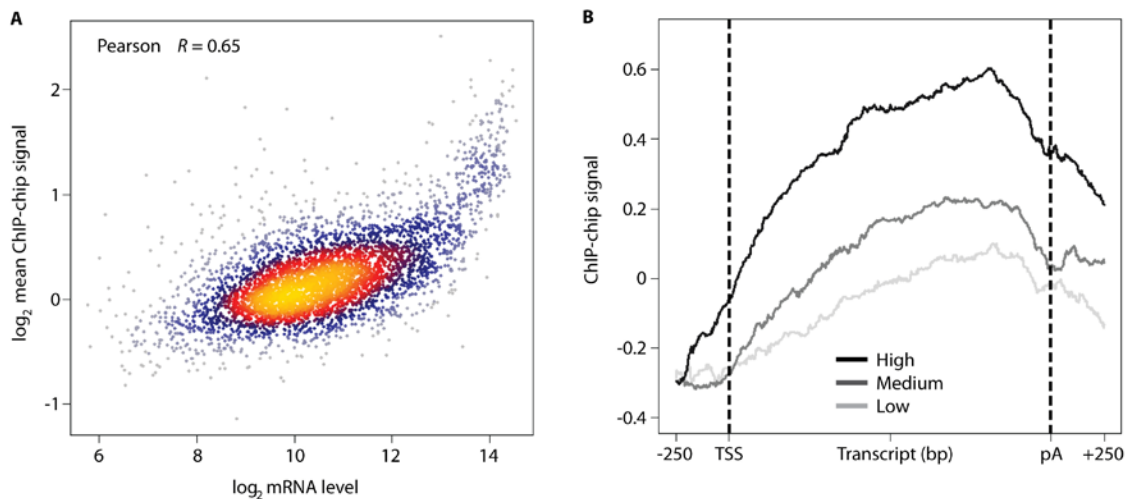 A
Pearson R = 0.65
log2 mean ChIP-chip signal
2
1
0
-1
6 8 10 12 14
log2 mRNA level
B
ChIP-chip signal
0.6
0.4
0.2
0
-0.2
-0.4
High
Medium
Low
-250 TSS Transcript (bp) pA +250